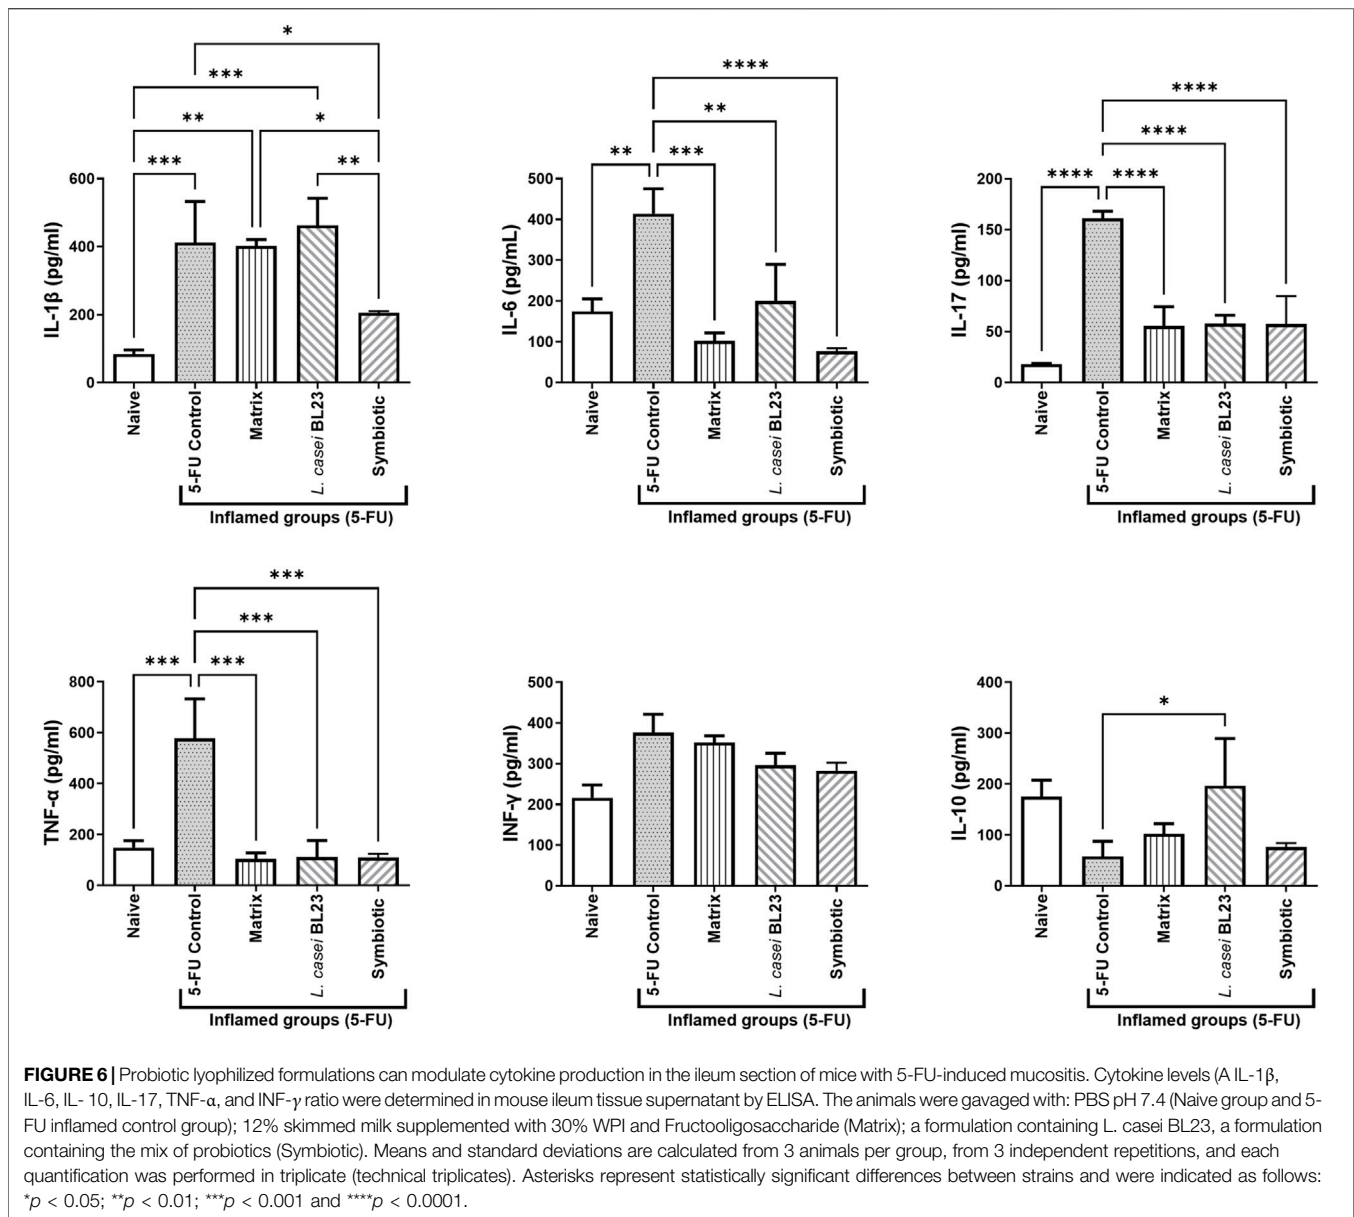 *
***
** *
*** **
IL-1β (pg/ml)
600
400
200
0
Naive
5-FU Control
Matrix
L. casei BL23
Symbiotic
Inflamed groups (5-FU)
****
**
** ***
IL-6 (pg/mL)
500
400
300
200
100
0
Naive
5-FU Control
Matrix
L. casei BL23
Symbiotic
Inflamed groups (5-FU)
****
****
**** ****
IL-17 (pg/ml)
200
150
100
50
0
Naive
5-FU Control
Matrix
L. casei BL23
Symbiotic
Inflamed groups (5-FU)
***
***
*** ***
TNF-α (pg/ml)
800
600
400
200
0
Naive
5-FU Control
Matrix
L. casei BL23
Symbiotic
Inflamed groups (5-FU)
INF-γ (pg/ml)
500
400
300
200
100
0
Naive
5-FU Control
Matrix
L. casei BL23
Symbiotic
Inflamed groups (5-FU)
*
IL-10 (pg/ml)
400
300
200
100
0
Naive
5-FU Control
Matrix
L. casei BL23
Symbiotic
Inflamed groups (5-FU)
FIGURE 6 | Probiotic lyophilized formulations can modulate cytokine production in the ileum section of mice with 5-FU-induced mucositis. Cytokine levels (A IL-1β,
IL-6, IL- 10, IL-17, TNF-α, and INF-γ ratio were determined in mouse ileum tissue supernatant by ELISA. The animals were gavaged with: PBS pH 7.4 (Naive group and 5-
FU inflamed control group); 12% skimmed milk supplemented with 30% WPI and Fructooligosaccharide (Matrix); a formulation containing L. casei BL23, a formulation
containing the mix of probiotics (Symbiotic). Means and standard deviations are calculated from 3 animals per group, from 3 independent repetitions, and each
quantification was performed in triplicate (technical triplicates). Asterisks represent statistically significant differences between strains and were indicated as follows:
*p < 0.05; **p < 0.01; ***p < 0.001 and ****p < 0.0001.